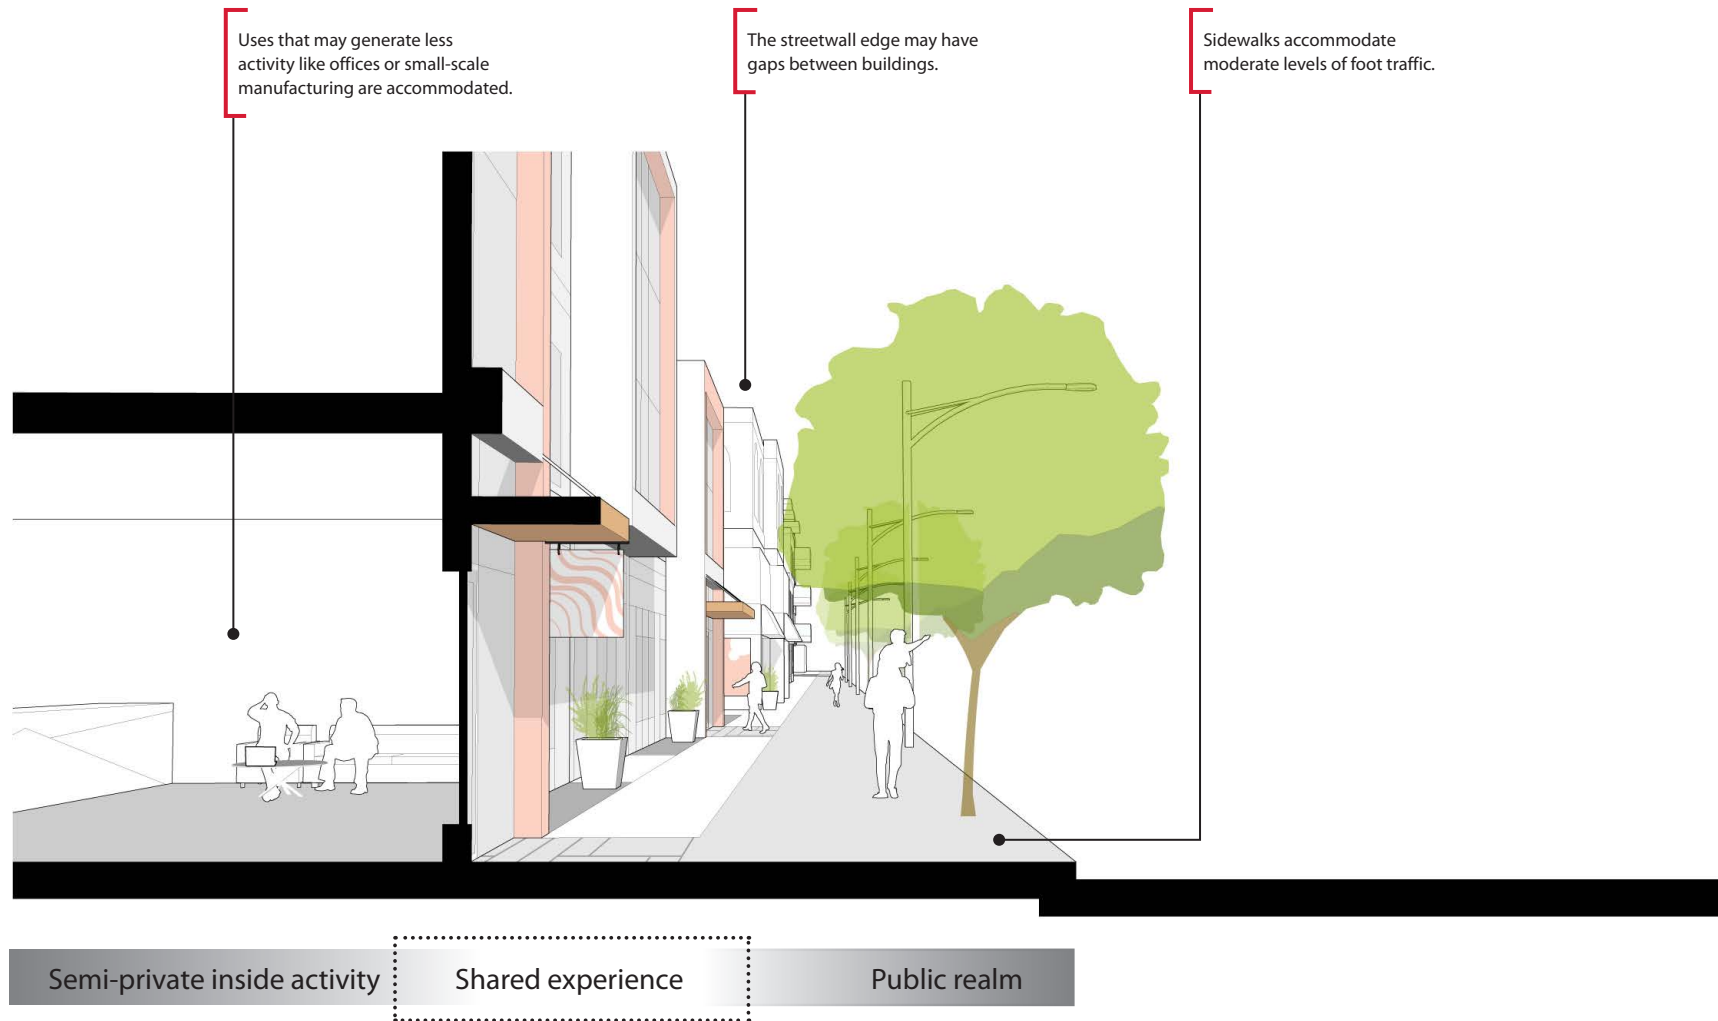 Uses that may generate less
activity like offices or small-scale
manufacturing are accommodated.
The streetwall edge may have
gaps between buildings.
Sidewalks accommodate
moderate levels of foot traffic.
Semi-private inside activity
Shared experience
Public realm